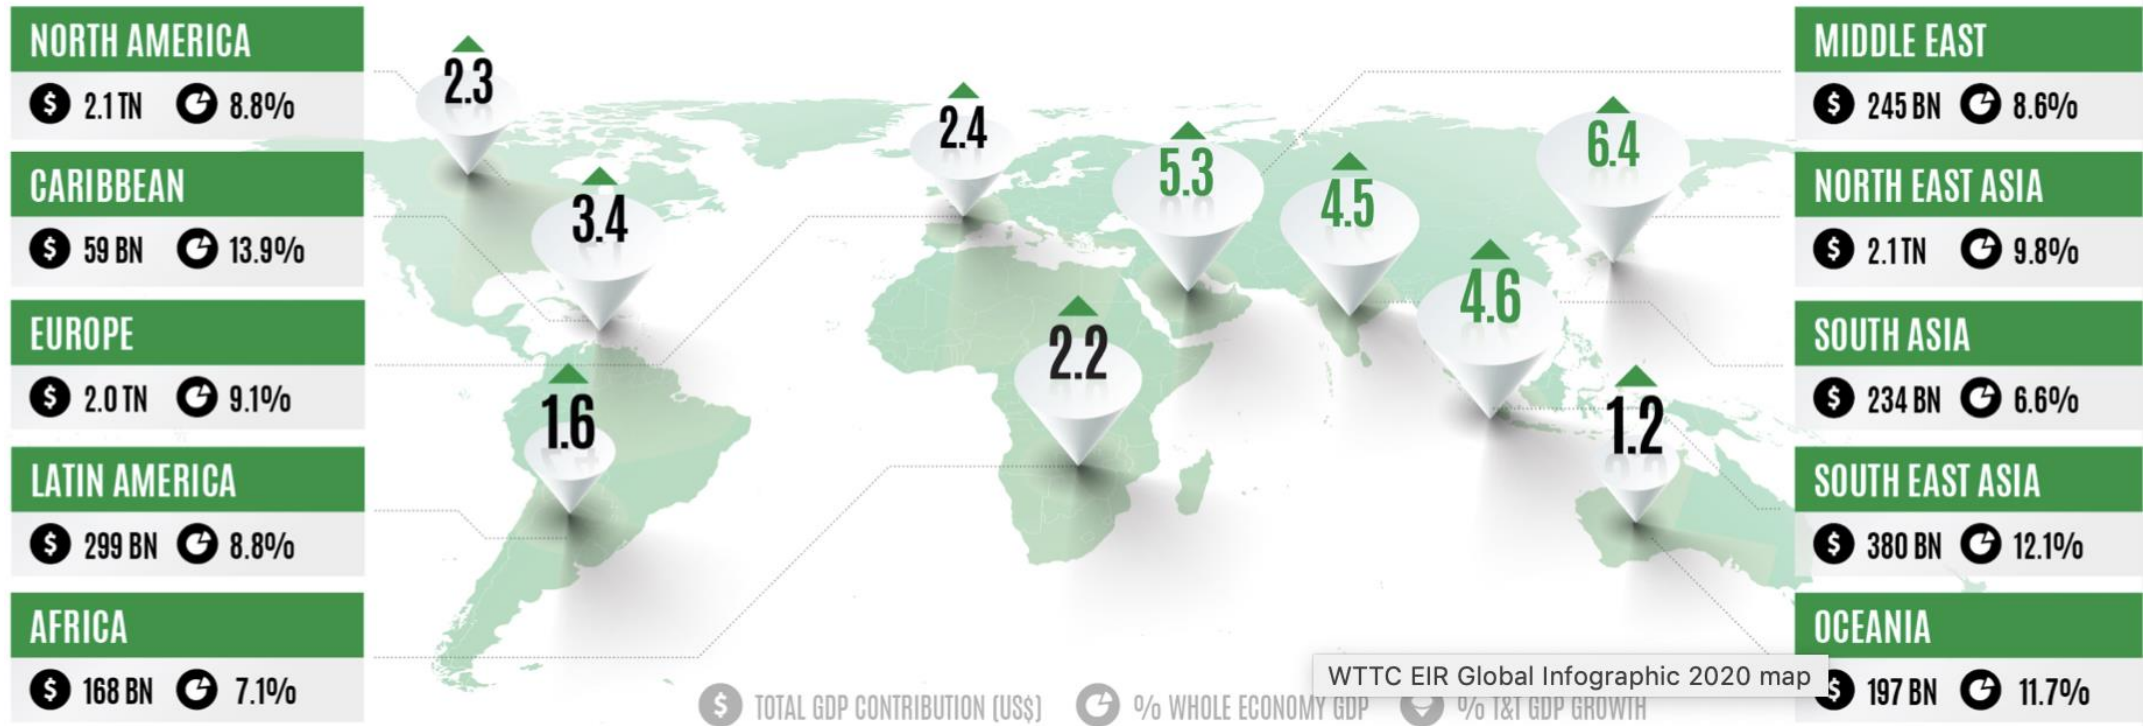 NORTH AMERICA
$ 2.1 TN 8.8%
CARIBBEAN
$ 59 BN 13.9%
EUROPE
$ 2.0 TN 9.1%
LATIN AMERICA
$ 299 BN 8.8%
AFRICA
$ 168 BN 7.1%
2.3
3.4
1.6
2.4
2.2
5.3
4.5
4.6
6.4
1.2
MIDDLE EAST
$ 245 BN 8.6%
NORTH EAST ASIA
$ 2.1 TN 9.8%
SOUTH ASIA
$ 234 BN 6.6%
SOUTH EAST ASIA
$ 380 BN 12.1%
OCEANIA
$ 197 BN 11.7%
WTTC EIR Global Infographic 2020 map
$ TOTAL GDP CONTRIBUTION (US$) % WHOLE ECONOMY GDP % T&T GDP GROWTH